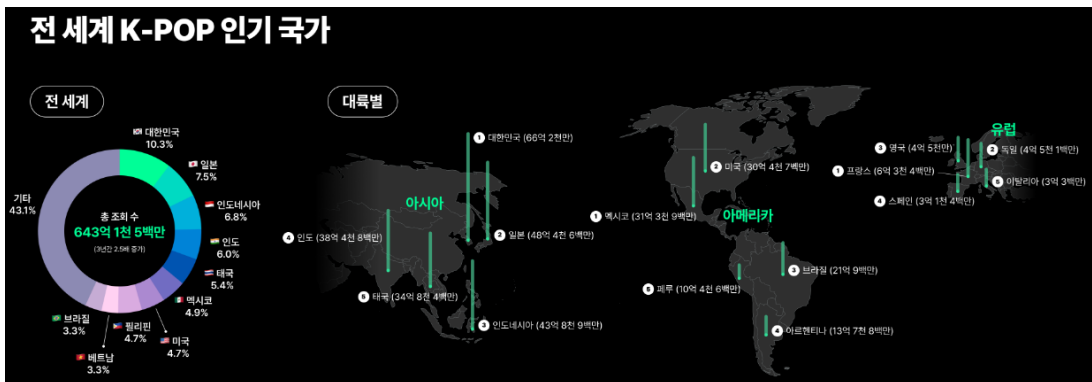 전 세계 K-POP 인기 국가
전 세계
대한민국
10.3%
일본
7.5%
인도네시아
6.8%
인도
6.0%
태국
5.4%
멕시코
4.9%
미국
4.7%
필리핀
4.7%
베트남
3.3%
브라질
3.3%
기타
43.1%
총 조회 수
643억 1천 5백만
(3년간 2.5배 증가)
대륙별
아시아
1 대한민국 (66억 2천만)
2 일본 (48억 4천 6백만)
3 인도네시아 (43억 8천 9백만)
4 인도 (38억 4천 8백만)
5 태국 (34억 8천 4백만)
아메리카
1 멕시코 (31억 3천 9백만)
2 미국 (30억 4천 7백만)
3 브라질 (21억 9백만)
4 아르헨티나 (13억 7천 8백만)
5 페루 (10억 4천 6백만)
유럽
1 프랑스 (6억 3천 4백만)
2 독일 (4억 5천 1백만)
3 영국 (4억 5천만)
4 스페인 (3억 1천 4백만)
5 이탈리아 (3억 3백만)